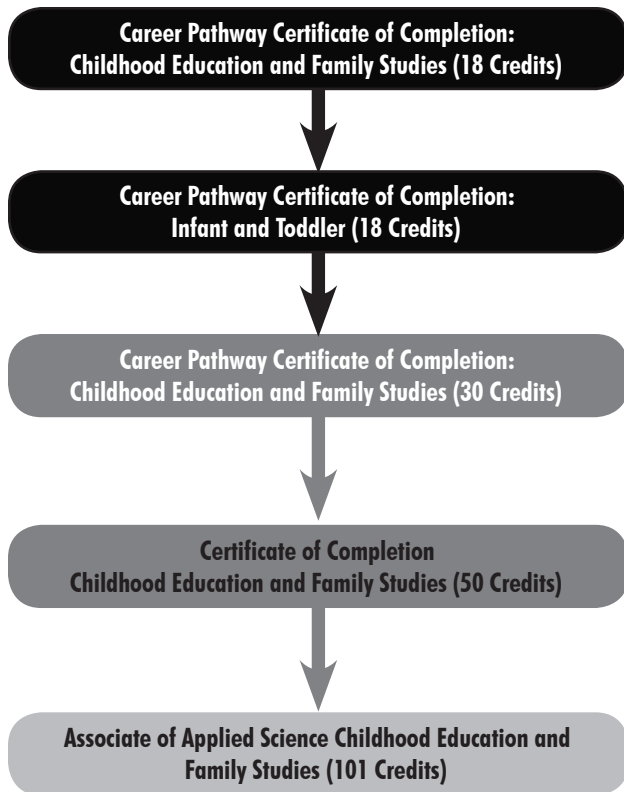 Career Pathway Certificate of Completion:
Childhood Education and Family Studies (18 Credits)
Career Pathway Certificate of Completion:
Infant and Toddler (18 Credits)
Career Pathway Certificate of Completion:
Childhood Education and Family Studies (30 Credits)
Certificate of Completion
Childhood Education and Family Studies (50 Credits)
Associate of Applied Science Childhood Education and
Family Studies (101 Credits)